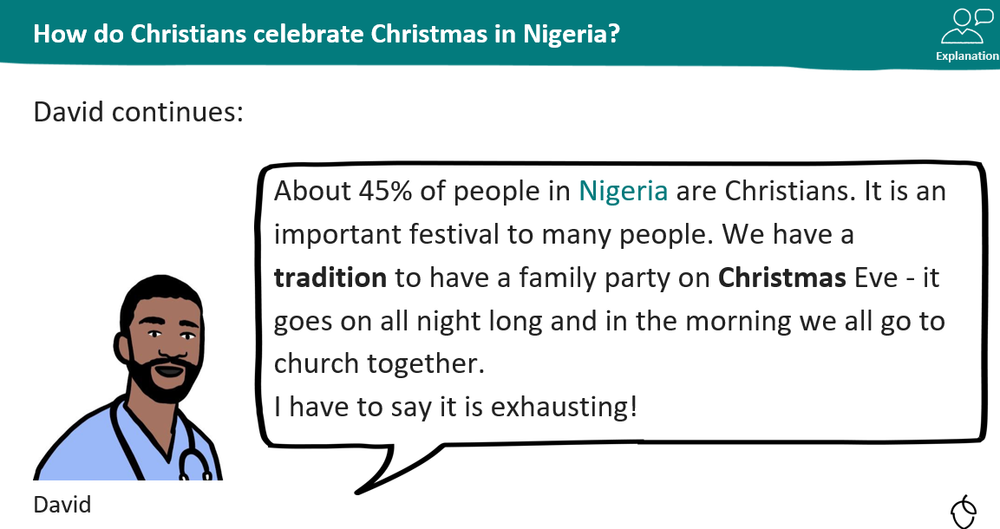 How do Christians celebrate Christmas in Nigeria?
Explanation
David continues:
About 45% of people in Nigeria are Christians. It is an
important festival to many people. We have a
tradition to have a family party on Christmas Eve - it
goes on all night long and in the morning we all go to
church together.
I have to say it is exhausting!
David